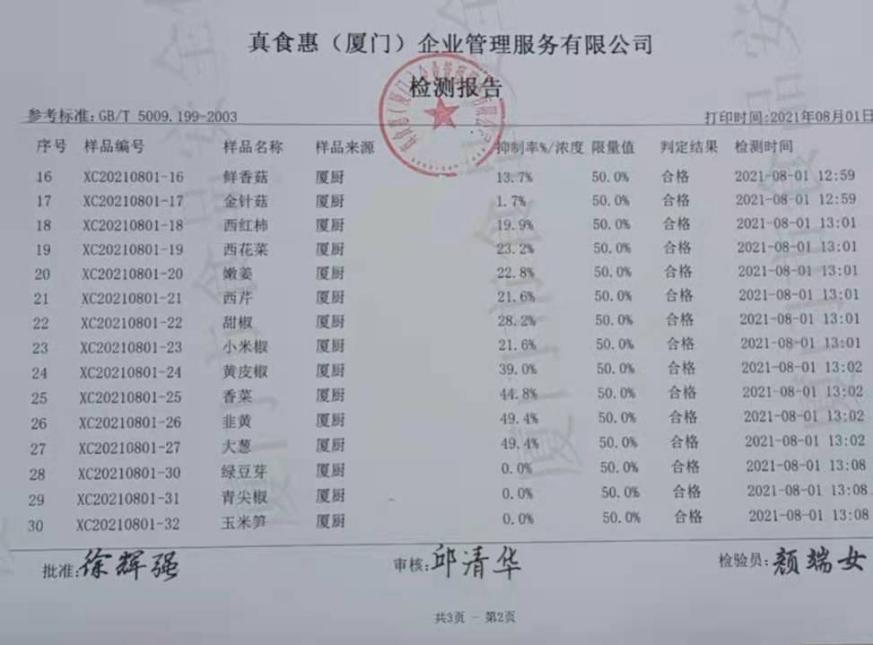 真食惠（厦门）企业管理服务有限公司
检测报告
参考标准:GB/T 5009.199-2003 打印时间:2021年08月01日
序号 样品编号 样品名称 样品来源 抑制率%/浓度 限量值 判定结果 检测时间
16 XC20210801-16 鲜香菇 厦厨 13.7% 50.0% 合格 2021-08-01 12:59
17 XC20210801-17 金针菇 厦厨 1.7% 50.0% 合格 2021-08-01 12:59
18 XC20210801-18 西红柿 厦厨 19.9% 50.0% 合格 2021-08-01 13:01
19 XC20210801-19 西花菜 厦厨 23.2% 50.0% 合格 2021-08-01 13:01
20 XC20210801-20 嫩姜 厦厨 22.8% 50.0% 合格 2021-08-01 13:01
21 XC20210801-21 西芹 厦厨 21.6% 50.0% 合格 2021-08-01 13:01
22 XC20210801-22 甜椒 厦厨 28.2% 50.0% 合格 2021-08-01 13:01
23 XC20210801-23 小米椒 厦厨 21.6% 50.0% 合格 2021-08-01 13:01
24 XC20210801-24 黄皮椒 厦厨 39.0% 50.0% 合格 2021-08-01 13:02
25 XC20210801-25 香菜 厦厨 44.8% 50.0% 合格 2021-08-01 13:02
26 XC20210801-26 韭黄 厦厨 49.4% 50.0% 合格 2021-08-01 13:02
27 XC20210801-27 大葱 厦厨 49.4% 50.0% 合格 2021-08-01 13:02
28 XC20210801-30 绿豆芽 厦厨 0.0% 50.0% 合格 2021-08-01 13:08
29 XC20210801-31 青尖椒 厦厨 0.0% 50.0% 合格 2021-08-01 13:08
30 XC20210801-32 玉米笋 厦厨 0.0% 50.0% 合格 2021-08-01 13:08
批准:徐辉强 审核:邱清华 检验员:颜端女
共3页 - 第2页